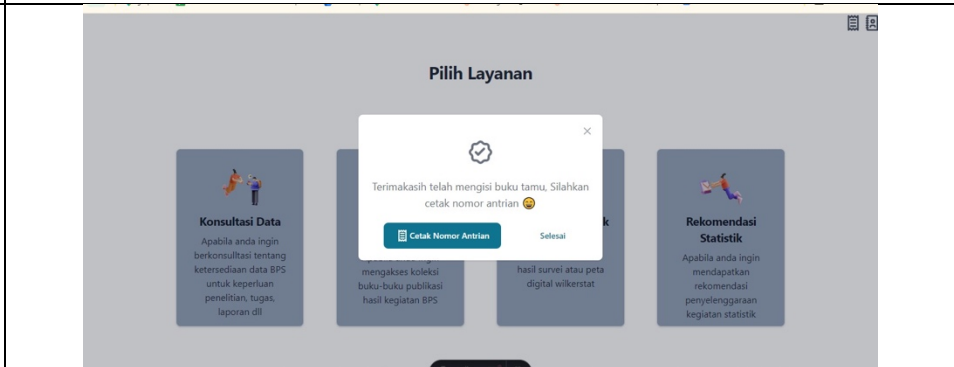 Pilih Layanan
Terimakasih telah mengisi buku tamu, Silahkan
cetak nomor antrian
Cetak Nomor Antrian
Selesai
Konsultasi Data
Apabila anda ingin
berkonsulltasi tentang
ketersediaan data BPS
untuk keperluan
penelitian, tugas,
laporan dll
mengakses koleksi
buku-buku publikasi
hasil kegiatan BPS
k
hasil survei atau peta
digital wilkerstat
Rekomendasi
Statistik
Apabila anda ingin
mendapatkan
rekomendasi
penyelenggaraan
kegiatan statistik